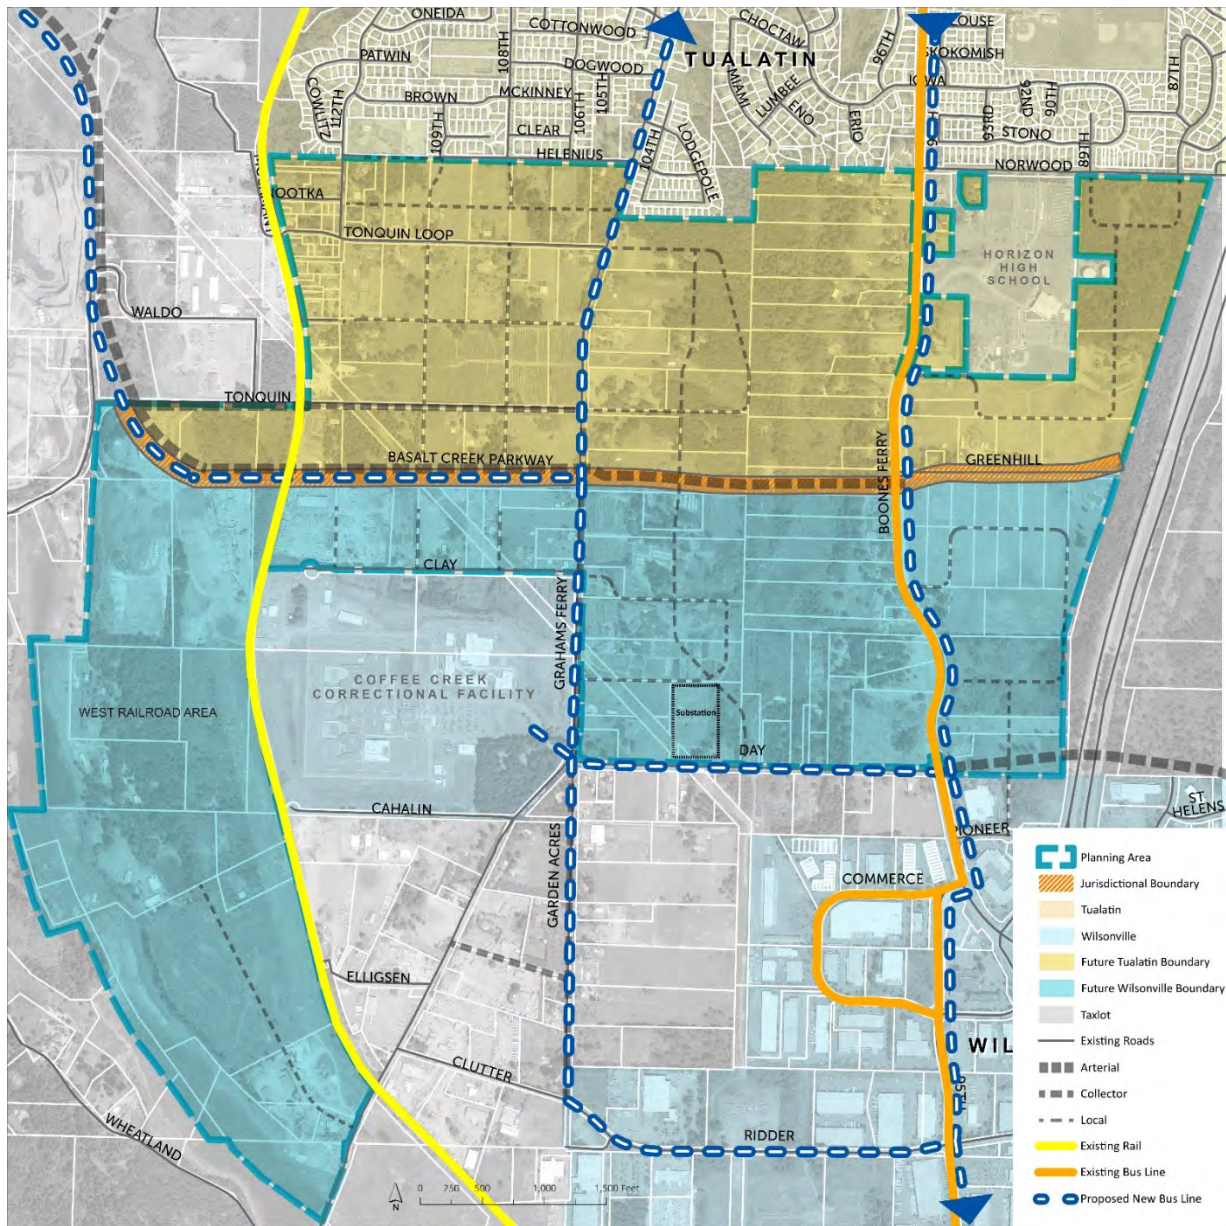 ONEIDA
COTTONWOOD
CHOCTAW
SKOKOMISH
PATWIN
108TH
DOGWOOD
TUALATIN
96TH
IOWA
87TH
COWLITZ
112TH
BROWN
MCKINNEY
106TH
105TH
MIAMI
LUMBEE
ENO
ERIO
92ND
90TH
93RD
STONO
109TH
CLEAR
HELENIUS
104TH
LODGEPOLE
NORWOOD
89TH
TONQUIN LOOP
HORIZON
HIGH
SCHOOL
WALDO
TONQUIN
BASALT CREEK PARKWAY
BOONES FERRY
GREENHILL
CLAY
GRAHAMS FERRY
COFFEE CREEK
CORRECTIONAL FACILITY
WEST RAILROAD AREA
Substation
DAY
CAHALIN
PIONEER
ST
HELENS
GARDEN ACRES
COMMERCE
ELLIGSEN
CLUTTER
WIL
95TH
RIDDER
WHEATLAND
Planning Area
Jurisdictional Boundary
Tualatin
Wilsonville
Future Tualatin Boundary
Future Wilsonville Boundary
Taxlot
Existing Roads
Arterial
Collector
Local
Existing Rail
Existing Bus Line
Proposed New Bus Line
N
0 250 500 1,000 1,500 Feet